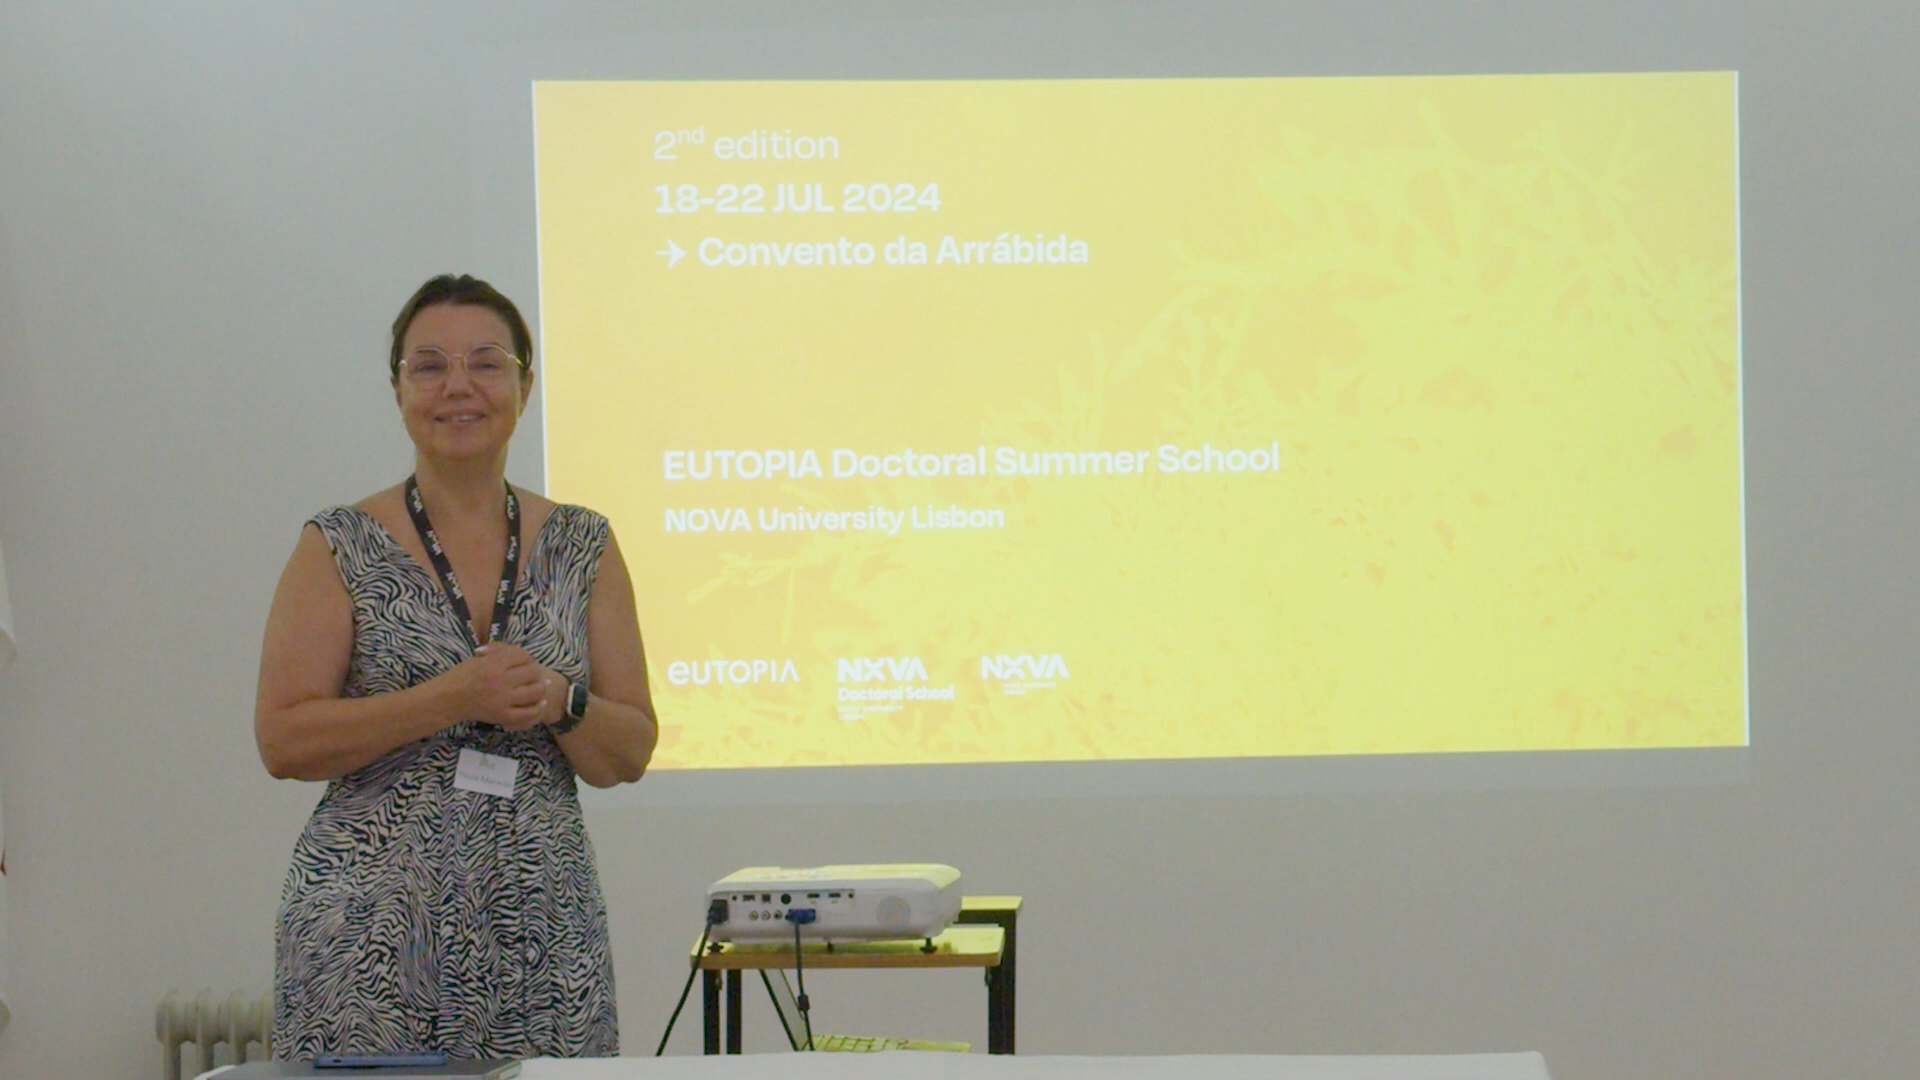 2nd edition
18-22 JUL 2024
→ Convento da Arrábida
EUTOPIA Doctoral Summer School
NOVA University Lisbon
eUTOPIA
NOVA
Doctoral School
NOVA